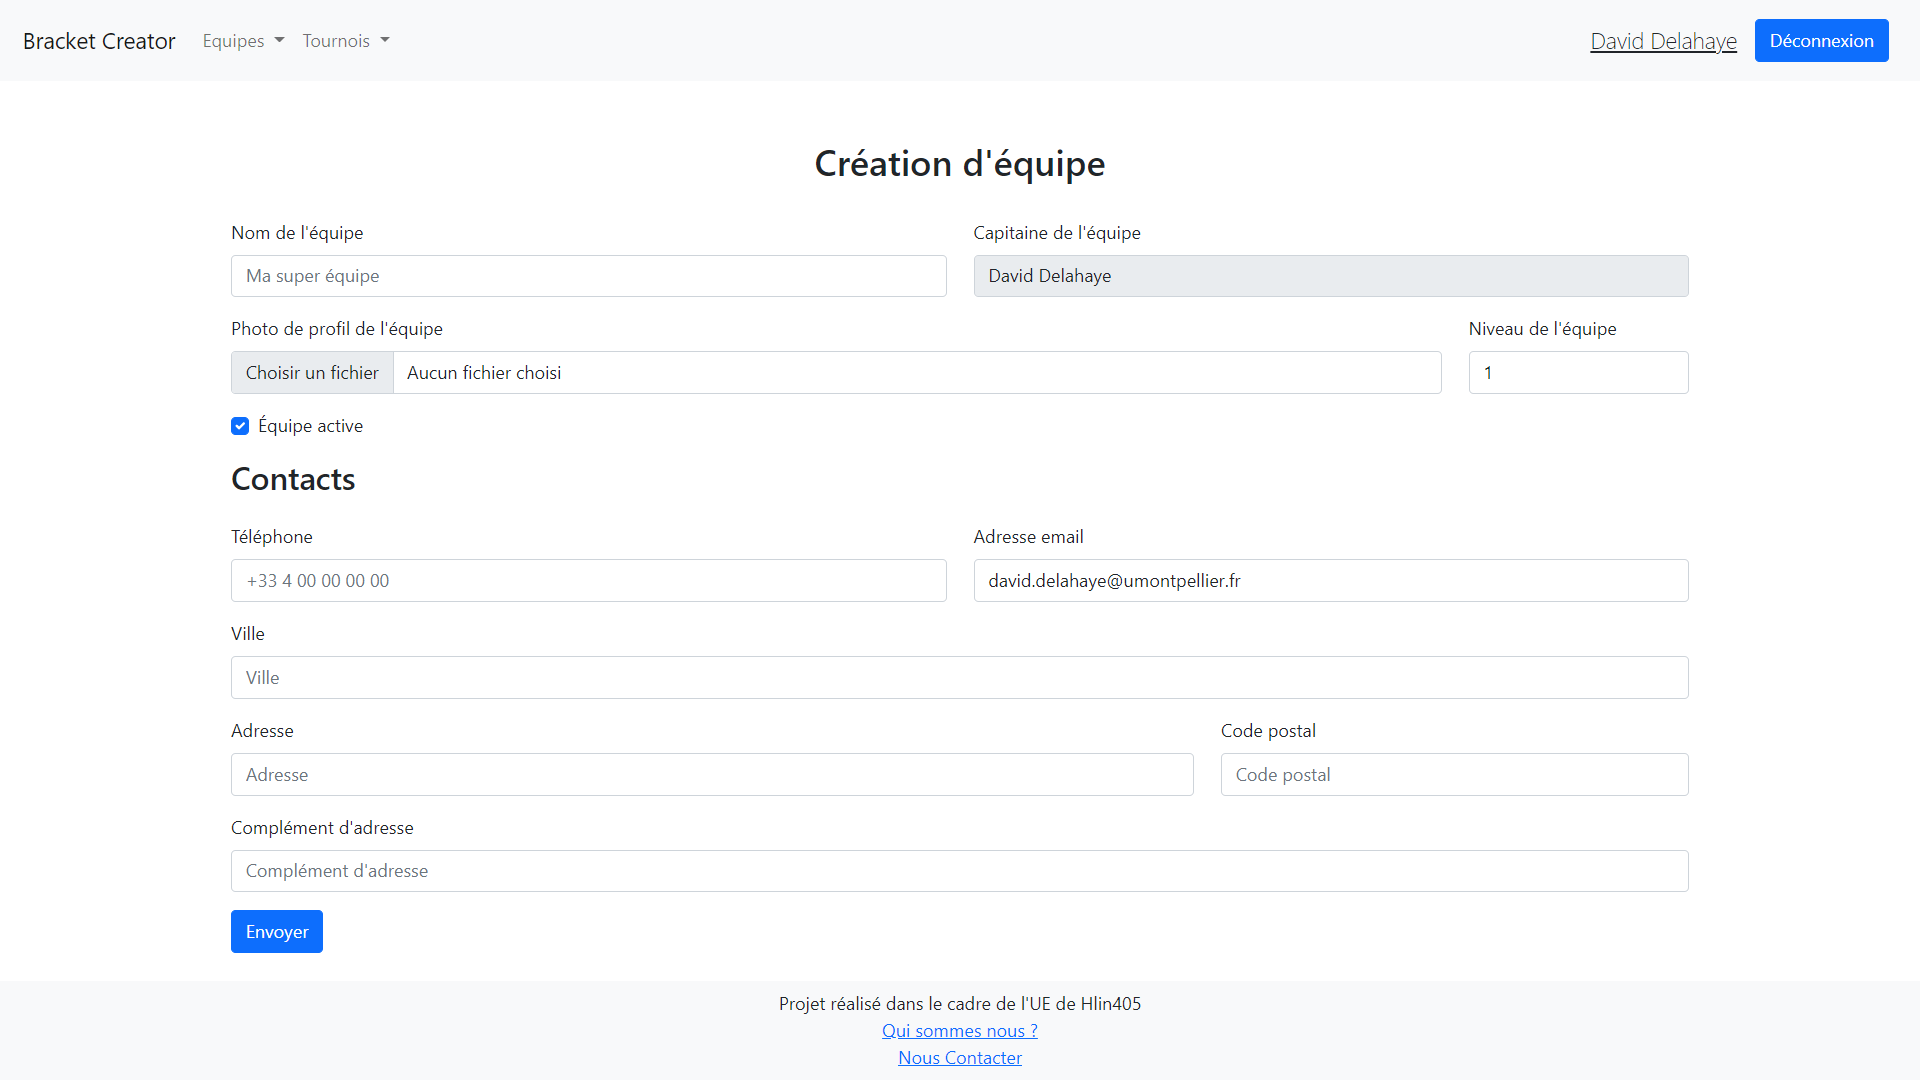 Bracket Creator Equipes Tournois David Delahaye Déconnexion
Création d'équipe
Nom de l'équipe Capitaine de l'équipe
Ma super équipe David Delahaye
Photo de profil de l'équipe Niveau de l'équipe
Choisir un fichier Aucun fichier choisi 1
Équipe active
Contacts
Téléphone Adresse email
+33 4 00 00 00 00 david.delahaye@umontpellier.fr
Ville
Ville
Adresse Code postal
Adresse Code postal
Complément d'adresse
Complément d'adresse
Envoyer
Projet réalisé dans le cadre de l'UE de Hlin405
Qui sommes nous ?
Nous Contacter